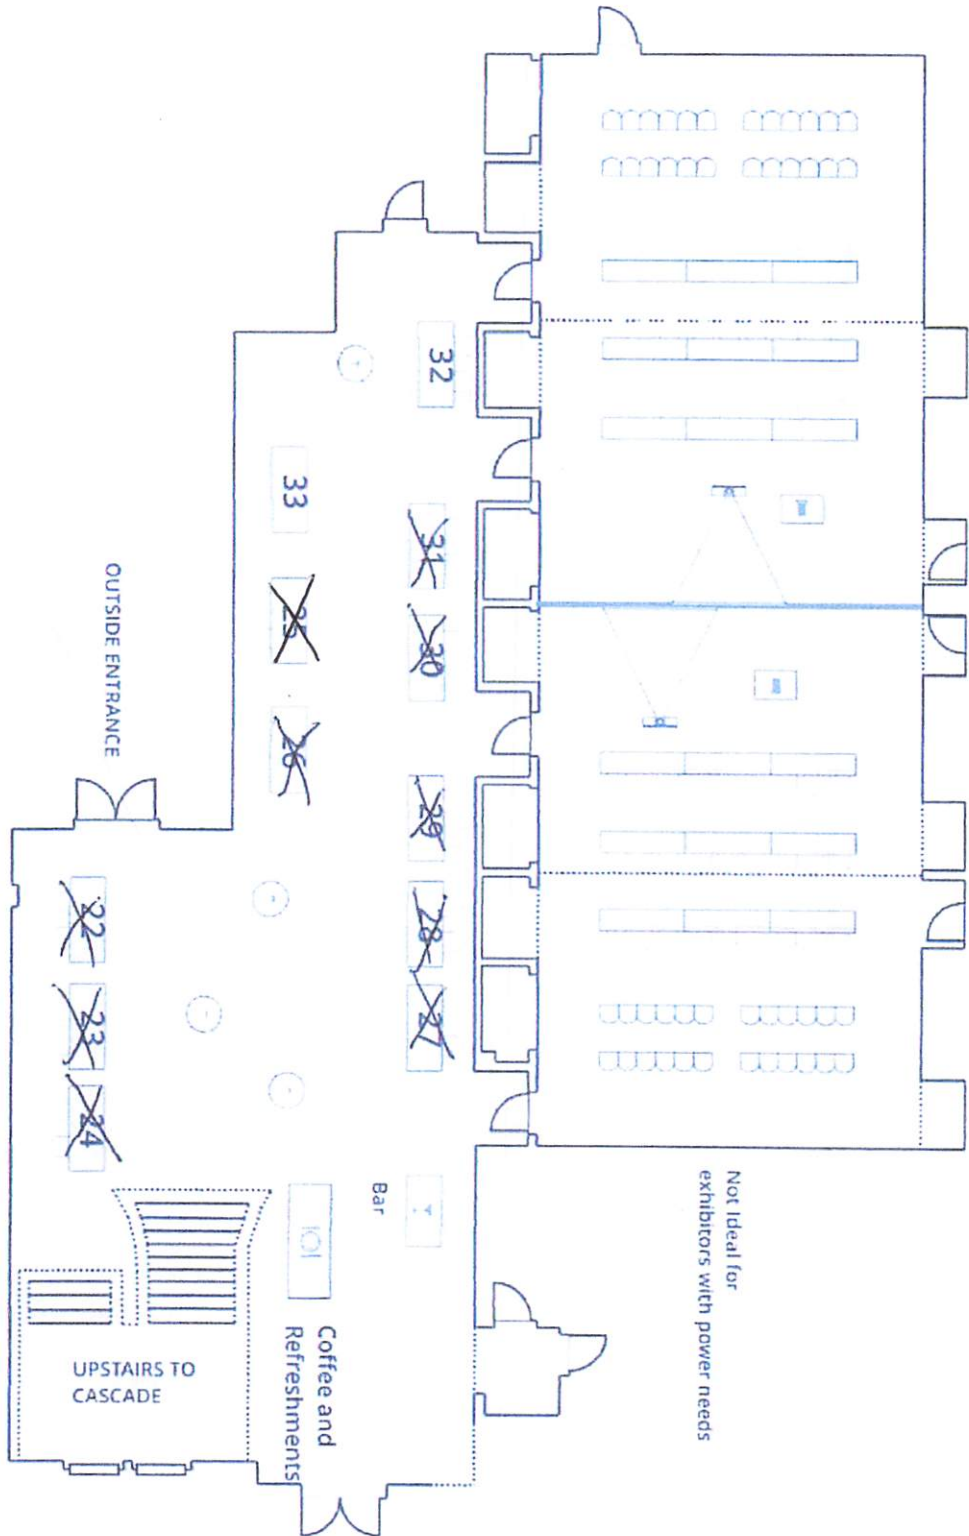 32
33
31
25
30
26
29
22
28
23
27
24
OUTSIDE ENTRANCE
Bar
Not Ideal for
exhibitors with power needs
Coffee and
Refreshments
UPSTAIRS TO
CASCADE